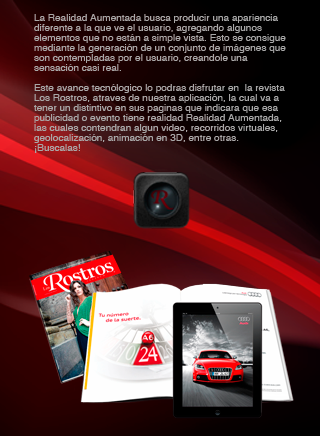 La Realidad Aumentada busca producir una apariencia
diferente a la que ve el usuario, agregando algunos
elementos que no están a simple vista. Esto se consigue
mediante la generación de un conjunto de imágenes que
son contempladas por el usuario, creandole una
sensación casi real.
Este avance tecnólogico lo podras disfrutar en la revista
Los Rostros, atraves de nuestra aplicación, la cual va a
tener un distintivo en sus paginas que indicara que esa
publicidad o evento tiene realidad Realidad Aumentada,
las cuales contendran algun video, recorridos virtuales,
geolocalización, animación en 3D, entre otras.
¡Buscalas!
R
Los
Rostros
Tu número
de la suerte.
A6
24